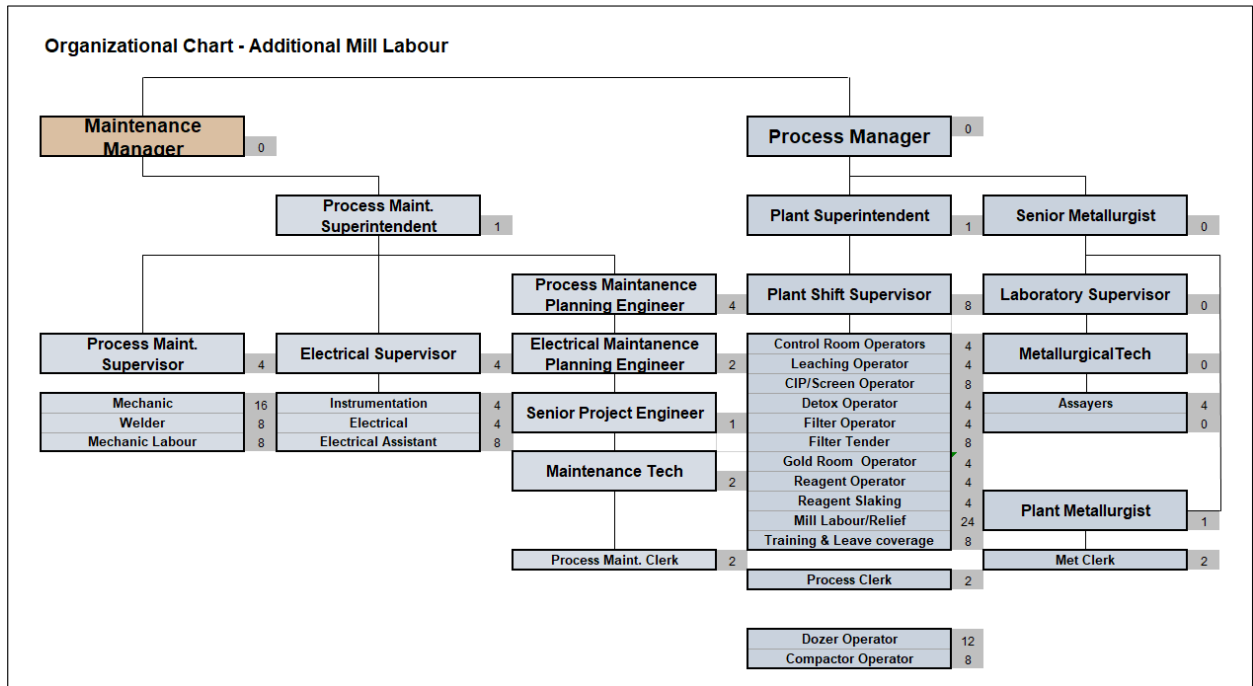 Organizational Chart - Additional Mill Labour
Maintenance
Manager
0
Process Manager
0
Process Maint.
Superintendent
1
Plant Superintendent
1
Senior Metallurgist
0
Process Maintanence
Planning Engineer
4
Plant Shift Supervisor
8
Laboratory Supervisor
0
Process Maint.
Supervisor
4
Electrical Supervisor
4
Electrical Maintanence
Planning Engineer
2
Control Room Operators 4
Leaching Operator 4
CIP/Screen Operator 8
Detox Operator 4
Filter Operator 4
Filter Tender 8
Gold Room Operator 4
Reagent Operator 4
Reagent Slaking 4
Mill Labour/Relief 24
Training & Leave coverage 8
MetallurgicalTech
0
Mechanic 16
Welder 8
Mechanic Labour 8
Instrumentation 4
Electrical 4
Electrical Assistant 8
Senior Project Engineer
1
Assayers 4
0
Maintenance Tech
2
Plant Metallurgist
1
Process Maint. Clerk 2
Met Clerk 2
Process Clerk 2
Dozer Operator 12
Compactor Operator 8